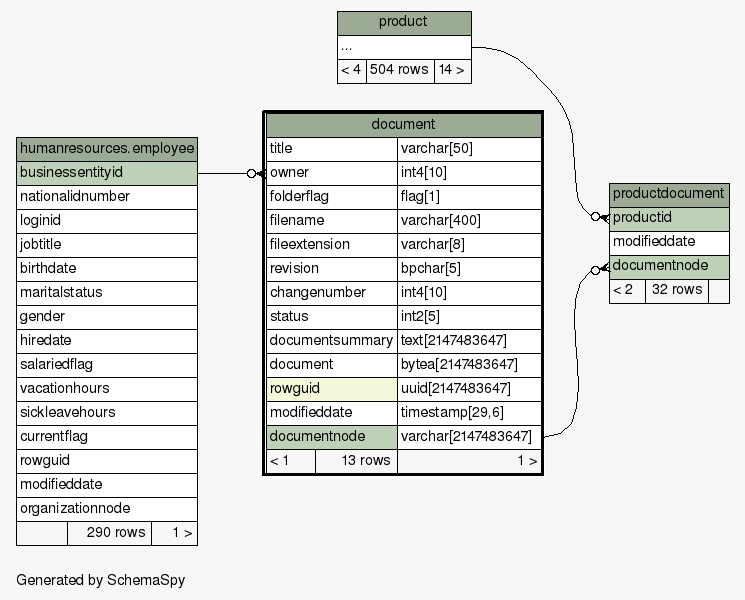 product
...
< 4 504 rows 14 >
humanresources.employee
businessentityid
nationalidnumber
loginid
jobtitle
birthdate
maritalstatus
gender
hiredate
salariedflag
vacationhours
sickleavehours
currentflag
rowguid
modifieddate
organizationnode
290 rows 1 >
document
title varchar[50]
owner int4[10]
folderflag flag[1]
filename varchar[400]
fileextension varchar[8]
revision bpchar[5]
changenumber int4[10]
status int2[5]
documentsummary text[2147483647]
document bytea[2147483647]
rowguid uuid[2147483647]
modifieddate timestamp[29,6]
documentnode varchar[2147483647]
< 1 13 rows 1 >
productdocument
productid
modifieddate
documentnode
< 2 32 rows
Generated by SchemaSpy